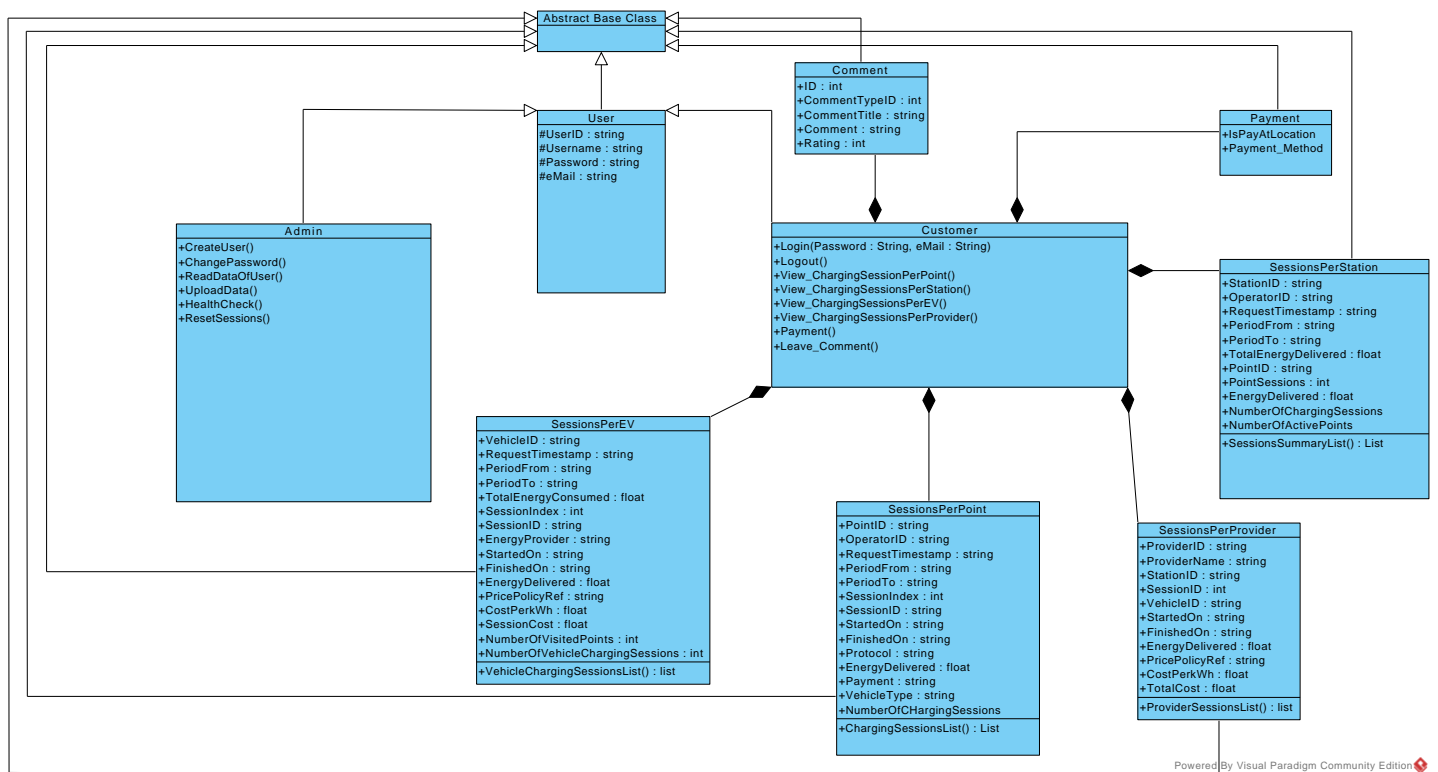 Abstract Base Class
Comment
+ID : int
+CommentTypeID : int
+CommentTitle : string
+Comment : string
+Rating : int
User
#UserID : string
#Username : string
#Password : string
#eMail : string
Payment
+IsPayAtLocation
+Payment_Method
Admin
+CreateUser()
+ChangePassword()
+ReadDataOfUser()
+UploadData()
+HealthCheck()
+ResetSessions()
Customer
+Login(Password : String, eMail : String)
+Logout()
+View_ChargingSessionPerPoint()
+View_ChargingSessionsPerStation()
+View_ChargingSessionsPerEV()
+View_ChargingSessionsPerProvider()
+Payment()
+Leave_Comment()
SessionsPerStation
+StationID : string
+OperatorID : string
+RequestTimestamp : string
+PeriodFrom : string
+PeriodTo : string
+TotalEnergyDelivered : float
+PointID : string
+PointSessions : int
+EnergyDelivered : float
+NumberOfChargingSessions
+NumberOfActivePoints
+SessionsSummaryList() : List
SessionsPerEV
+VehicleID : string
+RequestTimestamp : string
+PeriodFrom : string
+PeriodTo : string
+TotalEnergyConsumed : float
+SessionIndex : int
+SessionID : string
+EnergyProvider : string
+StartedOn : string
+FinishedOn : string
+EnergyDelivered : float
+PricePolicyRef : string
+CostPerkWh : float
+SessionCost : float
+NumberOfVisitedPoints : int
+NumberOfVehicleChargingSessions : int
+VehicleChargingSessionsList() : list
SessionsPerPoint
+PointID : string
+OperatorID : string
+RequestTimestamp : string
+PeriodFrom : string
+PeriodTo : string
+SessionIndex : int
+SessionID : string
+StartedOn : string
+FinishedOn : string
+Protocol : string
+EnergyDelivered : float
+Payment : string
+VehicleType : string
+NumberOfCHargingSessions
+ChargingSessionsList() : List
SessionsPerProvider
+ProviderID : string
+ProviderName : string
+StationID : string
+SessionID : int
+VehicleID : string
+StartedOn : string
+FinishedOn : string
+EnergyDelivered : float
+PricePolicyRef : string
+CostPerkWh : float
+TotalCost : float
+ProviderSessionsList() : list
Powered By Visual Paradigm Community Edition